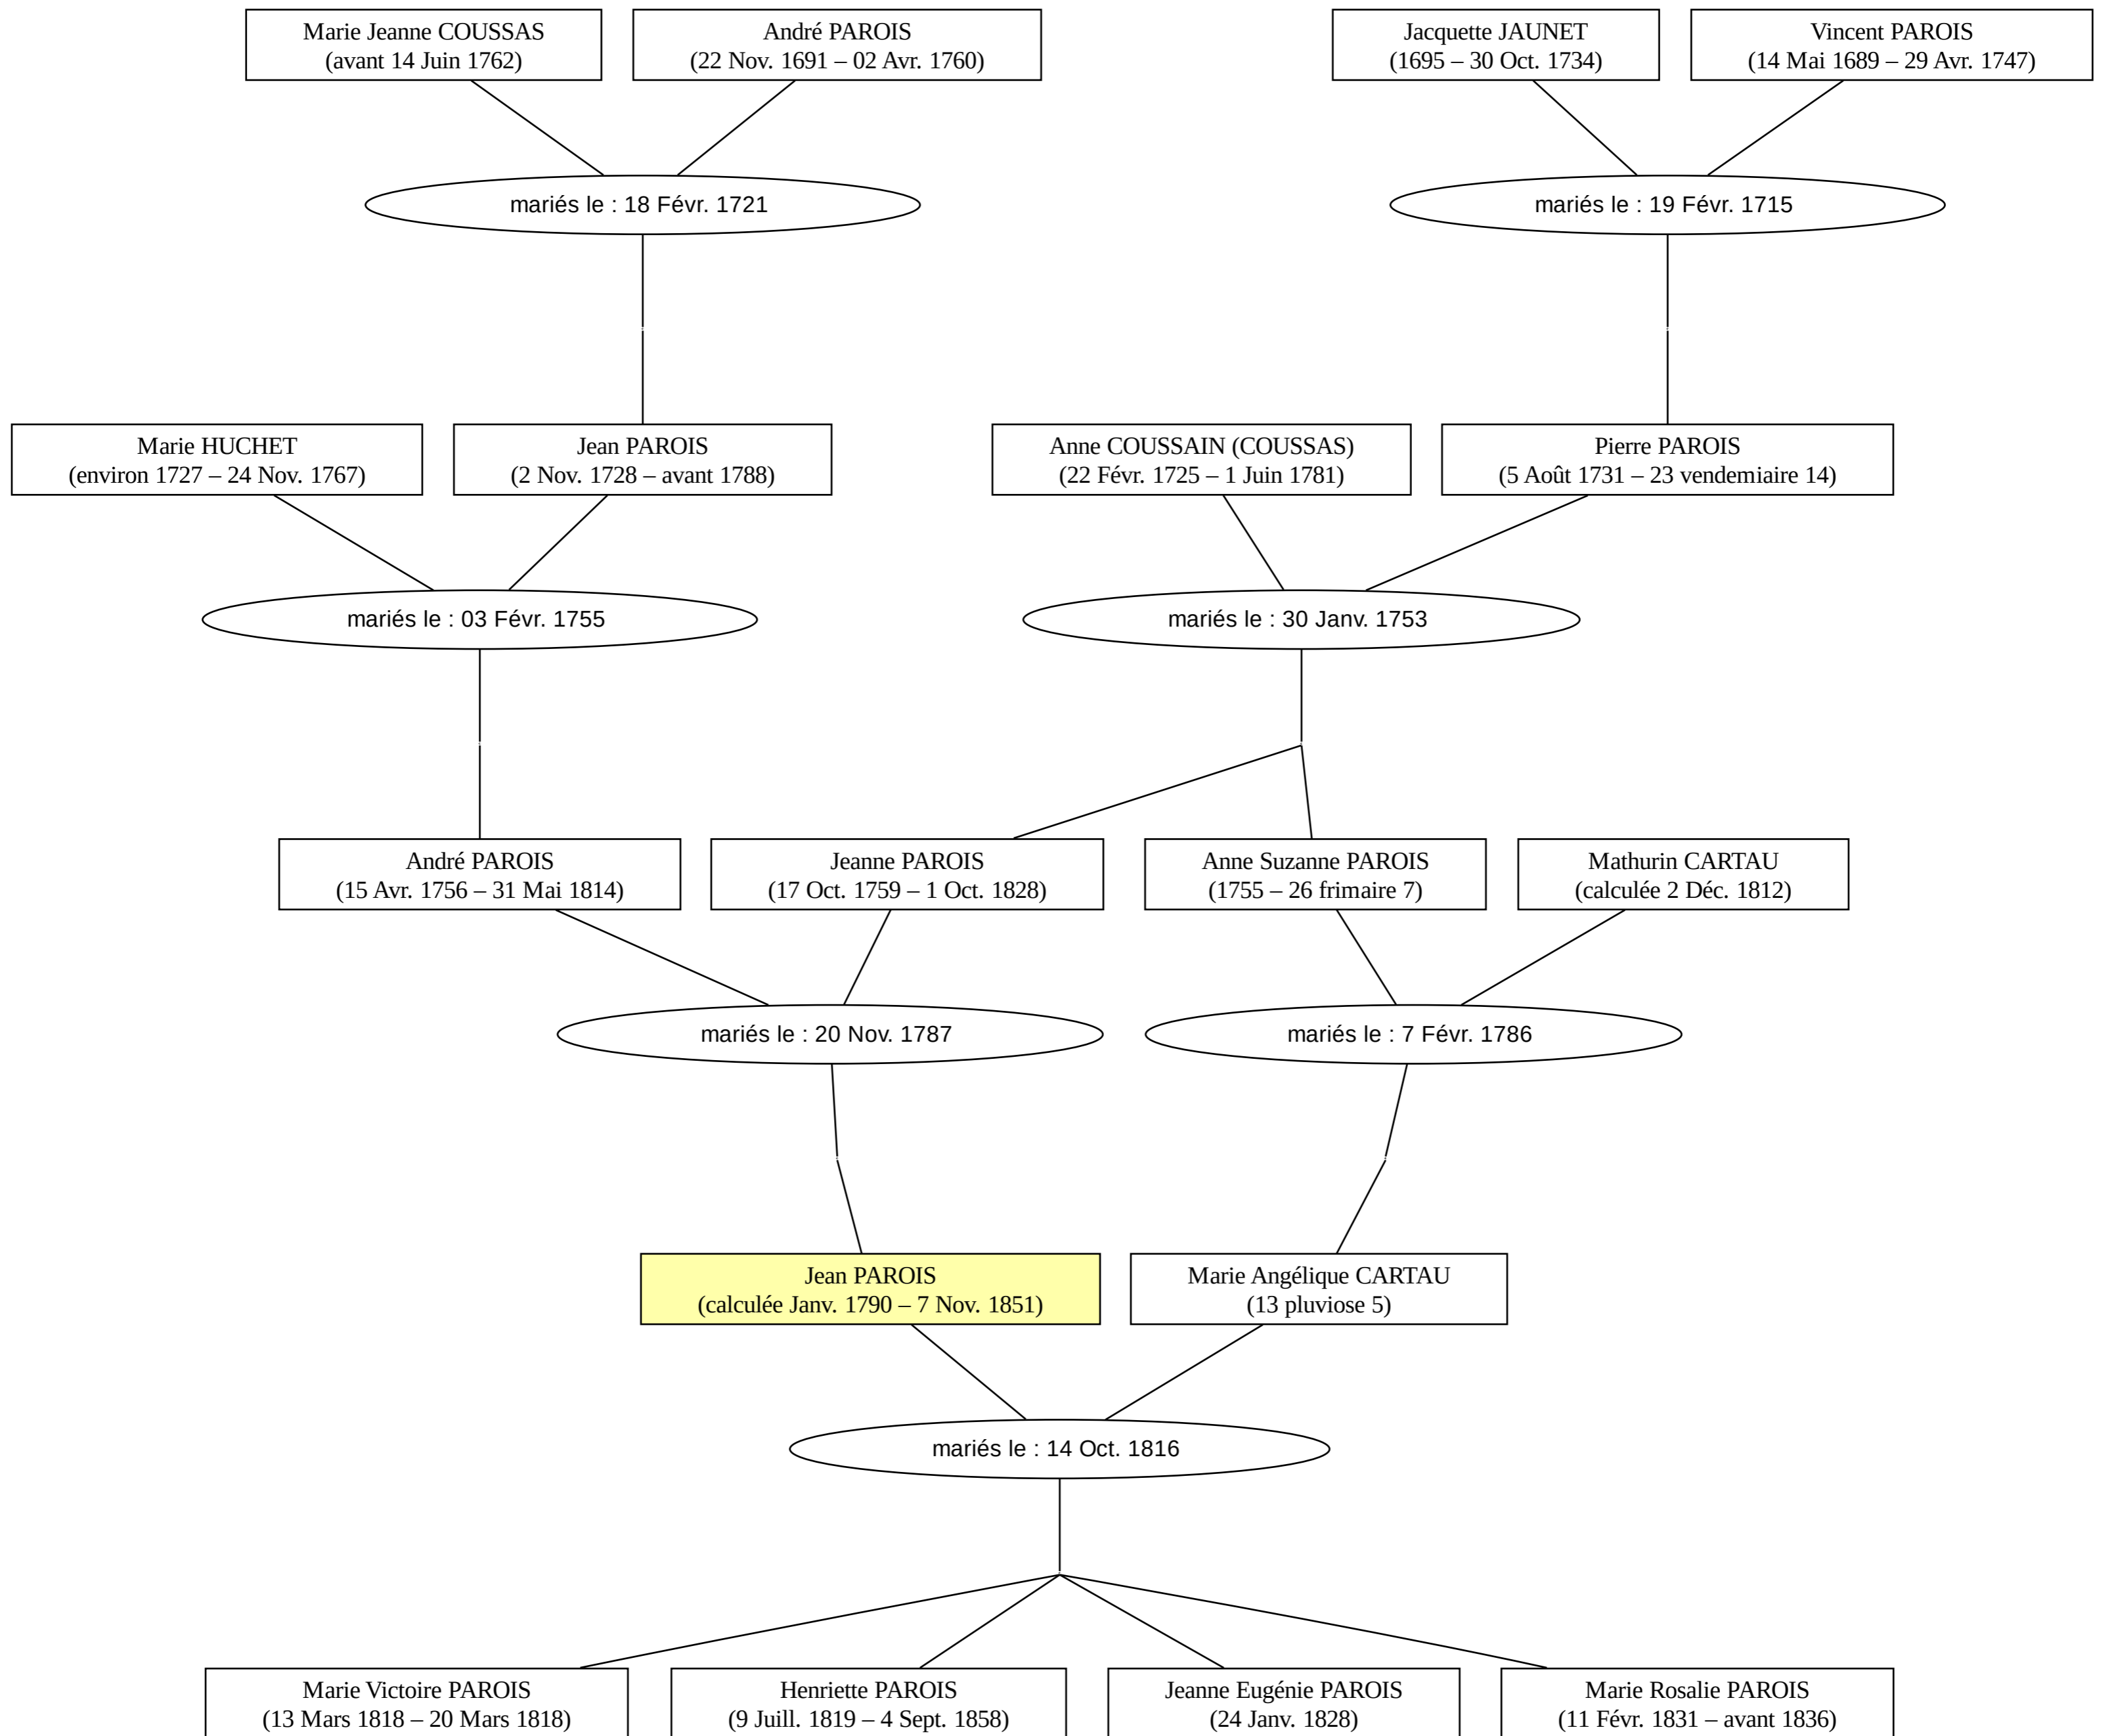 Marie Jeanne COUSSAS
(avant 14 Juin 1762)
André PAROIS
(22 Nov. 1691 – 02 Avr. 1760)
Jacquette JAUNET
(1695 – 30 Oct. 1734)
Vincent PAROIS
(14 Mai 1689 – 29 Avr. 1747)
mariés le : 18 Févr. 1721
mariés le : 19 Févr. 1715
Marie HUCHET
(environ 1727 – 24 Nov. 1767)
Jean PAROIS
(2 Nov. 1728 – avant 1788)
Anne COUSSAIN (COUSSAS)
(22 Févr. 1725 – 1 Juin 1781)
Pierre PAROIS
(5 Août 1731 – 23 vendemiaire 14)
mariés le : 03 Févr. 1755
mariés le : 30 Janv. 1753
André PAROIS
(15 Avr. 1756 – 31 Mai 1814)
Jeanne PAROIS
(17 Oct. 1759 – 1 Oct. 1828)
Anne Suzanne PAROIS
(1755 – 26 frimaire 7)
Mathurin CARTAU
(calculée 2 Déc. 1812)
mariés le : 20 Nov. 1787
mariés le : 7 Févr. 1786
Jean PAROIS
(calculée Janv. 1790 – 7 Nov. 1851)
Marie Angélique CARTAU
(13 pluviose 5)
mariés le : 14 Oct. 1816
Marie Victoire PAROIS
(13 Mars 1818 – 20 Mars 1818)
Henriette PAROIS
(9 Juill. 1819 – 4 Sept. 1858)
Jeanne Eugénie PAROIS
(24 Janv. 1828)
Marie Rosalie PAROIS
(11 Févr. 1831 – avant 1836)